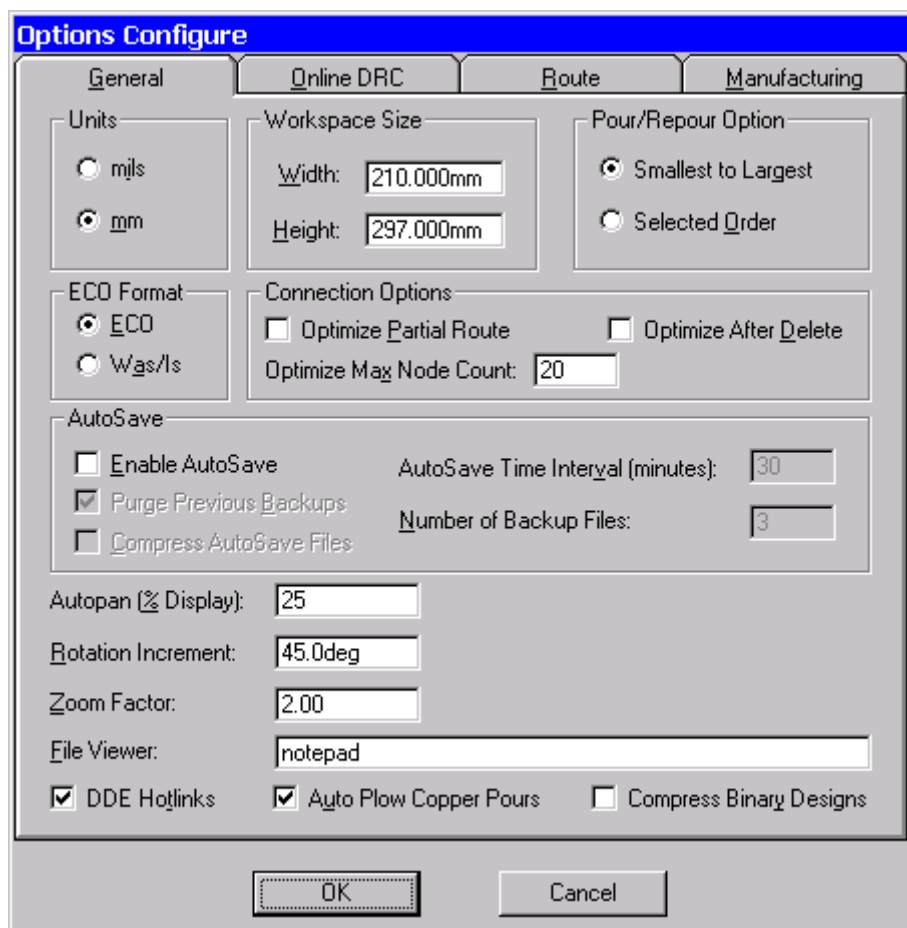 Options Configure
General Online DRC Route Manufacturing
Units
mils
mm
Workspace Size
Width: 210.000mm
Height: 297.000mm
Pour/Repour Option
Smallest to Largest
Selected Order
ECO Format
ECO
Was/Is
Connection Options
Optimize Partial Route Optimize After Delete
Optimize Max Node Count: 20
AutoSave
Enable AutoSave
Purge Previous Backups
Compress AutoSave Files
AutoSave Time Interval (minutes): 30
Number of Backup Files: 3
Autopan (% Display): 25
Rotation Increment: 45.0deg
Zoom Factor: 2.00
File Viewer: notepad
DDE Hotlinks Auto Plow Copper Pours Compress Binary Designs
OK Cancel